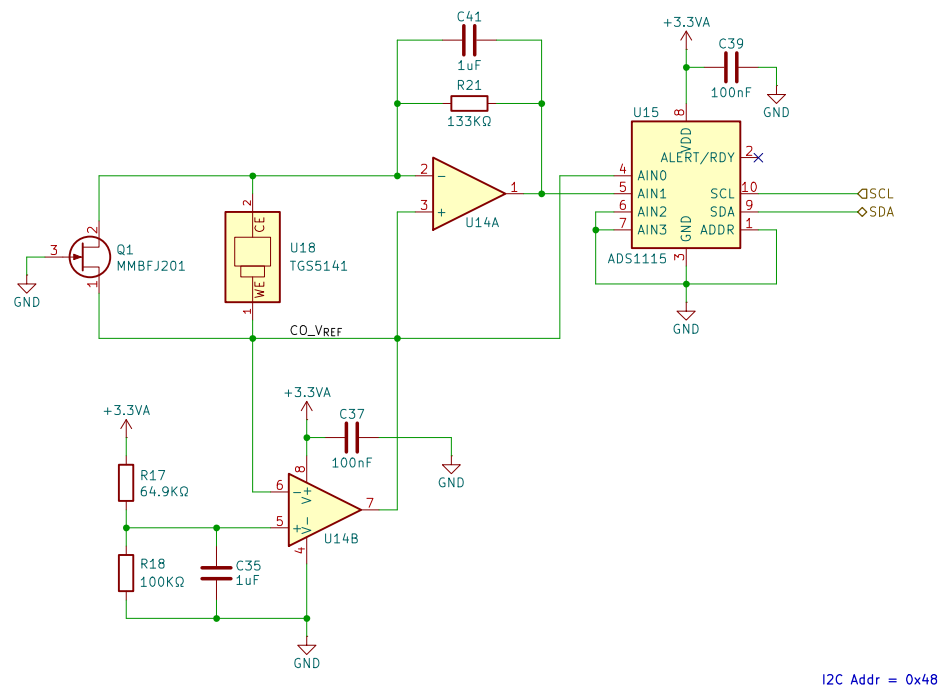 C41
1uF
R21
133KΩ
+3.3VA
C39
100nF
GND
U15
8
VDD
ALERT/RDY
2
4
AIN0
5
AIN1
6
AIN2
7
AIN3
SCL
10
SCL
SDA
9
SDA
ADDR
1
GND
3
ADS1115
GND
2
−
3
+
1
U14A
2
CE
WE
1
U18
TGS5141
2
3
1
Q1
MMBFJ201
GND
CO_VREF
+3.3VA
C37
100nF
GND
+3.3VA
R17
64.9KΩ
R18
100KΩ
C35
1uF
8
V+
6
−
5
+
V−
4
7
U14B
GND
I2C Addr = 0x48